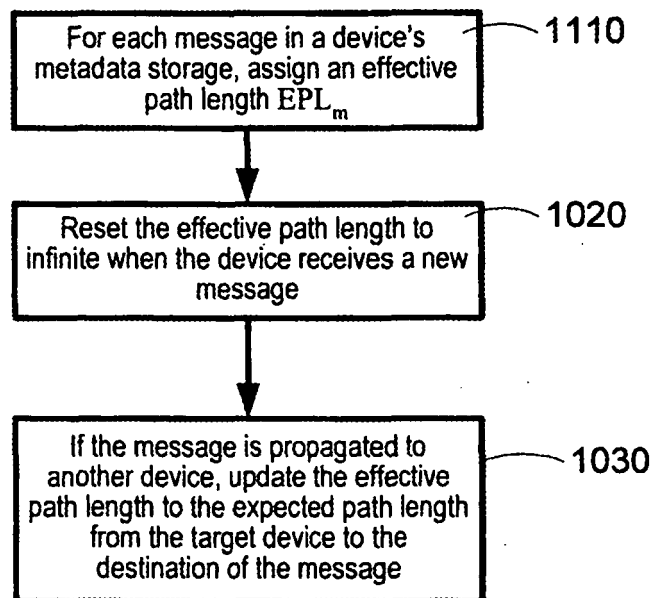 For each message in a device's
1110
metadata storage, assign an effective
path length EPLm
Reset the effective path length to
1020
infinite when the device receives a new
message
If the message is propagated to
1030
another device, update the effective
path length to the expected path length
from the target device to the
destination of the message